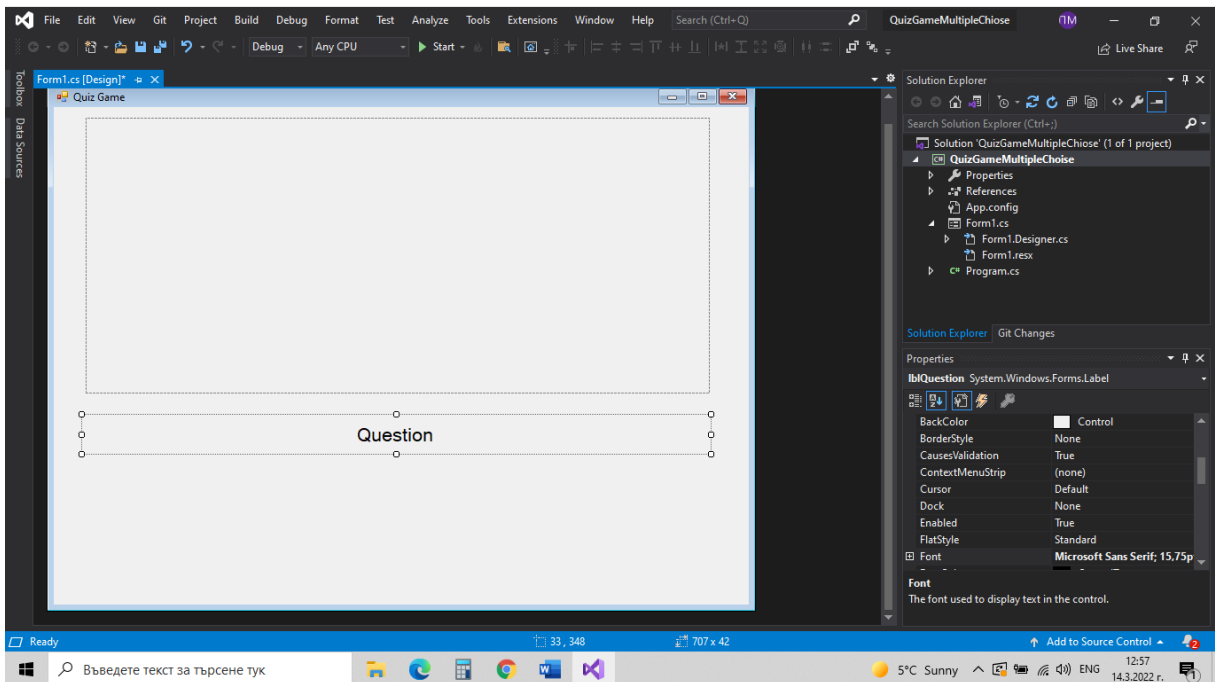 File Edit View Git Project Build Debug Format Test Analyze Tools Extensions Window Help Search (Ctrl+Q) QuizGameMultipleChiose ПМ
Debug Any CPU Start Live Share
Toolbox
Data Sources
Form1.cs [Design]*
Quiz Game
Question
Solution Explorer
Search Solution Explorer (Ctrl+;)
Solution 'QuizGameMultipleChiose' (1 of 1 project)
C# QuizGameMultipleChoise
Properties
References
App.config
Form1.cs
Form1.Designer.cs
Form1.resx
C# Program.cs
Solution Explorer Git Changes
Properties
lblQuestion System.Windows.Forms.Label
BackColor Control
BorderStyle None
CausesValidation True
ContextMenuStrip (none)
Cursor Default
Dock None
Enabled True
FlatStyle Standard
Font Microsoft Sans Serif; 15,75p
Font
The font used to display text in the control.
Ready 33 , 348 707 x 42 Add to Source Control 2
Въведете текст за търсене тук 5°C Sunny ENG 12:57
14.3.2022 г. 1